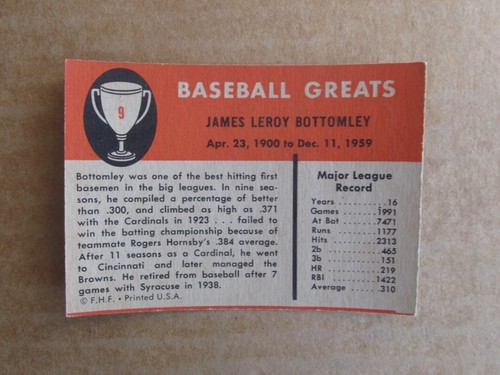 9
BASEBALL GREATS
JAMES LEROY BOTTOMLEY
Apr. 23, 1900 to Dec. 11, 1959
Bottomley was one of the best hitting first
basemen in the big leagues. In nine sea-
sons, he compiled a percentage of better
than .300, and climbed as high as .371
with the Cardinals in 1923 . . . failed to
win the batting championship because of
teammate Rogers Hornsby's .384 average.
After 11 seasons as a Cardinal, he went
to Cincinnati and later managed the
Browns. He retired from baseball after 7
games with Syracuse in 1938.
© F.H.F. • Printed U.S.A.
Major League
Record
Years .......... 16
Games ........ 1991
At Bat ........ 7471
Runs ......... 1177
Hits .......... 2313
2b ............ 465
3b ............ 151
HR ............ 219
RBI .......... 1422
Average ....... .310